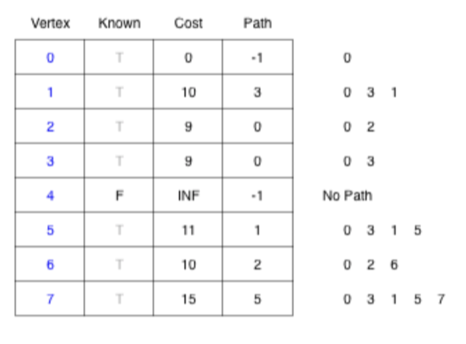 Vertex Known Cost Path
0 T 0 -1 0
1 T 10 3 0 3 1
2 T 9 0 0 2
3 T 9 0 0 3
4 F INF -1 No Path
5 T 11 1 0 3 1 5
6 T 10 2 0 2 6
7 T 15 5 0 3 1 5 7